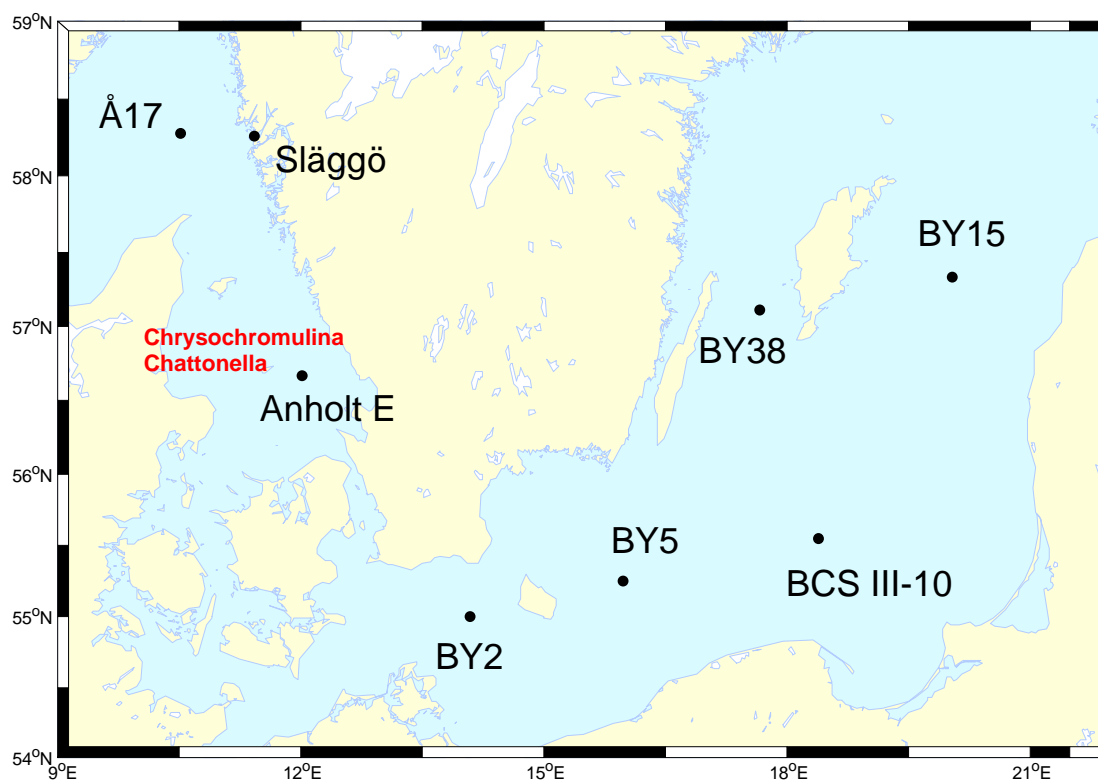 59°N
Å17
Släggö
58°N
BY15
57°N
Chrysochromulina
Chattonella
BY38
Anholt E
56°N
BY5
BCS III-10
55°N
BY2
54°N
9°E
12°E
15°E
18°E
21°E